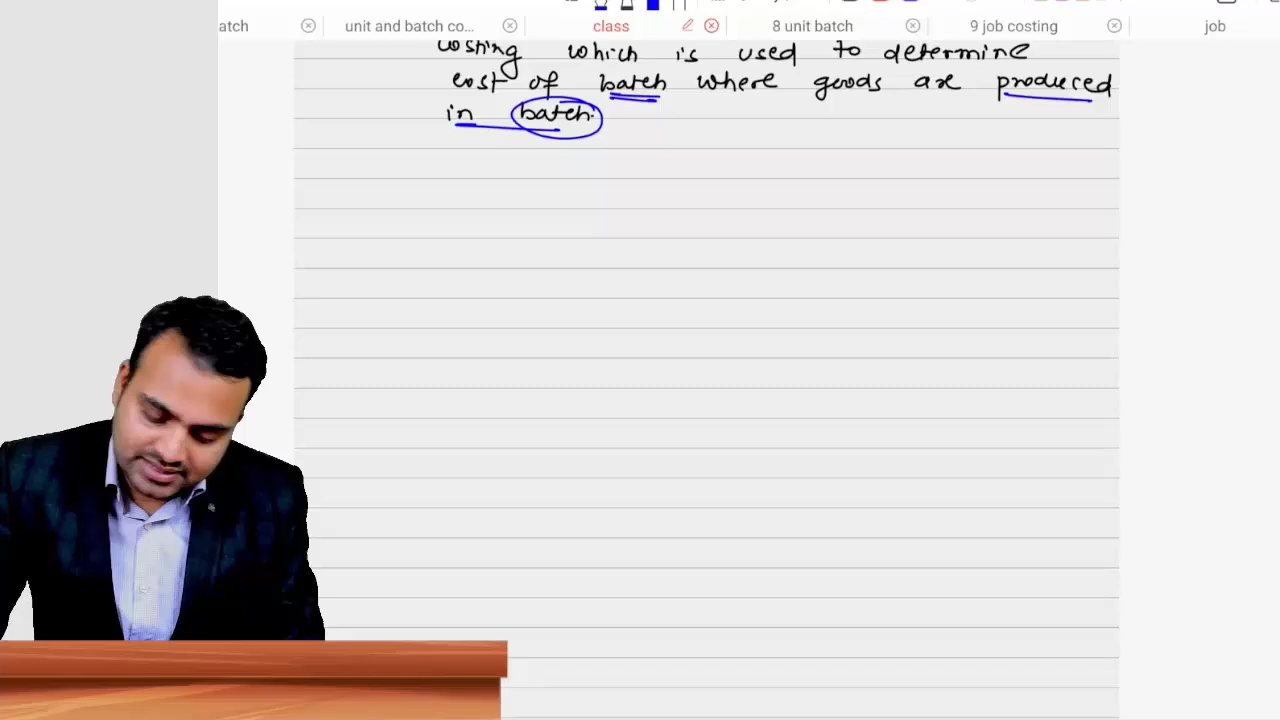 atch unit and batch co... class 8 unit batch 9 job costing job
costing which is used to determine
cost of batch where goods are produced
in batch.